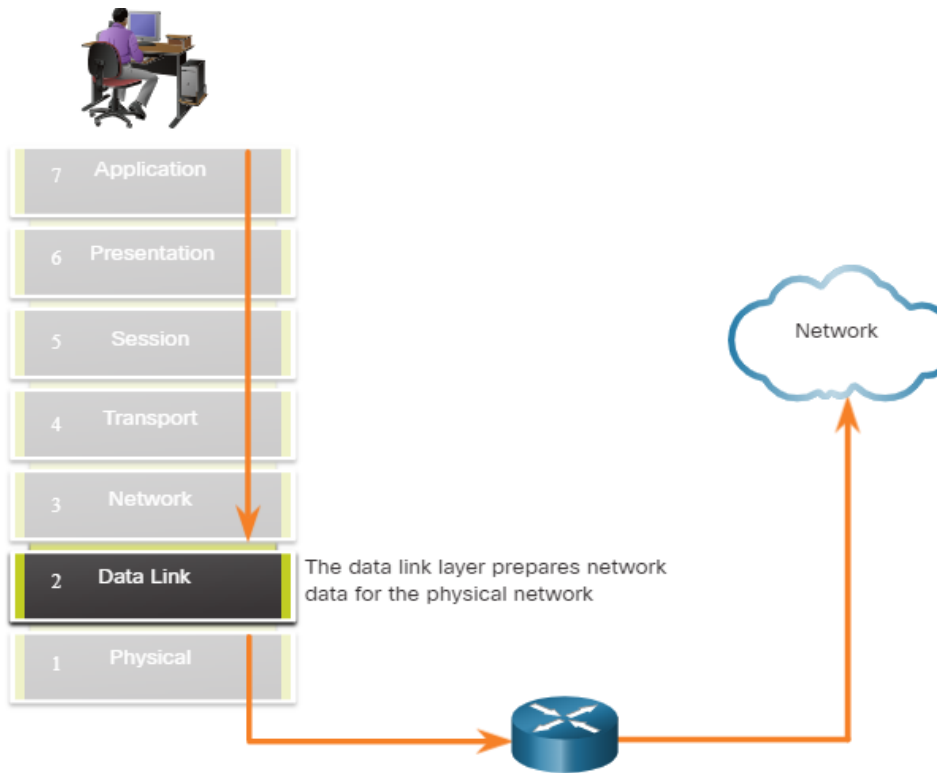 7 Application
6 Presentation
Network
5 Session
4 Transport
3 Network
The data link layer prepares network
2 Data Link
data for the physical network
1 Physical